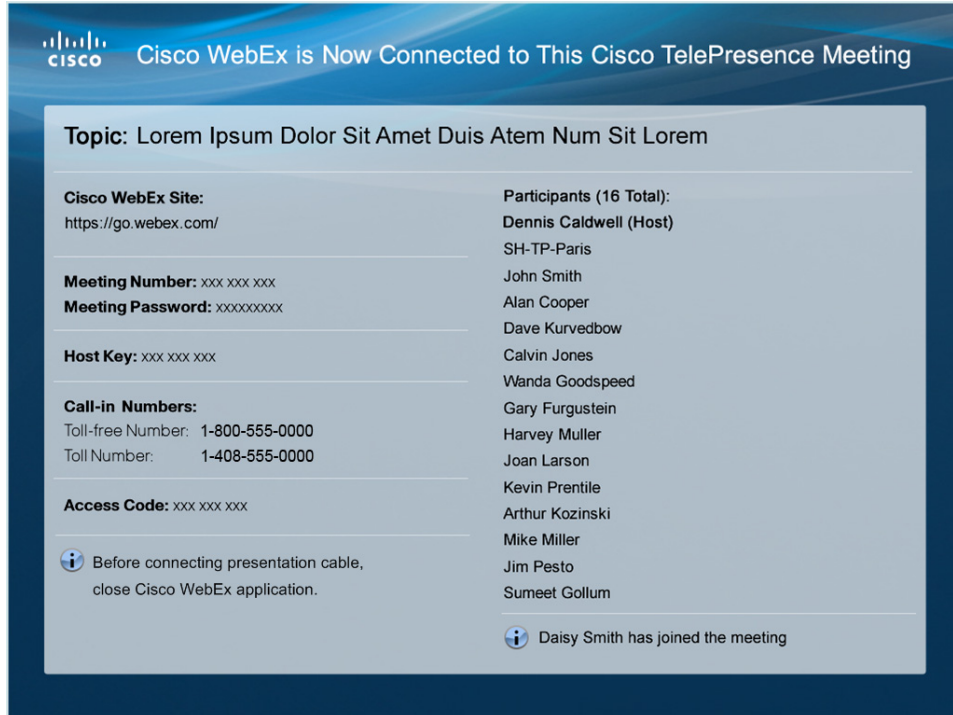 CISCO
Cisco WebEx is Now Connected to This Cisco TelePresence Meeting
Topic: Lorem Ipsum Dolor Sit Amet Duis Atem Num Sit Lorem
Cisco WebEx Site:
https://go.webex.com/
Meeting Number: xxx xxx xxx
Meeting Password: xxxxxxxxx
Host Key: xxx xxx xxx
Call-in Numbers:
Toll-free Number: 1-800-555-0000
Toll Number: 1-408-555-0000
Access Code: xxx xxx xxx
Before connecting presentation cable,
close Cisco WebEx application.
Participants (16 Total):
Dennis Caldwell (Host)
SH-TP-Paris
John Smith
Alan Cooper
Dave Kurvedbow
Calvin Jones
Wanda Goodspeed
Gary Furgustein
Harvey Muller
Joan Larson
Kevin Prentile
Arthur Kozinski
Mike Miller
Jim Pesto
Sumeet Gollum
Daisy Smith has joined the meeting